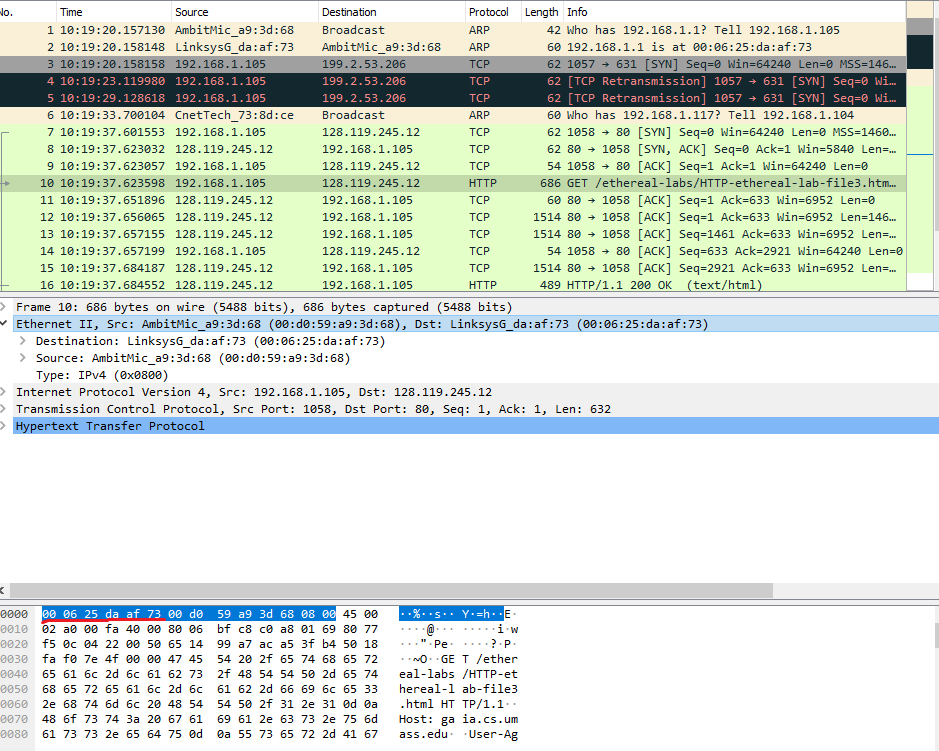 No. Time Source Destination Protocol Length Info
1 10:19:20.157130 AmbitMic_a9:3d:68 Broadcast ARP 42 Who has 192.168.1.1? Tell 192.168.1.105
2 10:19:20.158148 LinksysG_da:af:73 AmbitMic_a9:3d:68 ARP 60 192.168.1.1 is at 00:06:25:da:af:73
3 10:19:20.158158 192.168.1.105 199.2.53.206 TCP 62 1057 → 631 [SYN] Seq=0 Win=64240 Len=0 MSS=146…
4 10:19:23.119980 192.168.1.105 199.2.53.206 TCP 62 [TCP Retransmission] 1057 → 631 [SYN] Seq=0 Wi…
5 10:19:29.128618 192.168.1.105 199.2.53.206 TCP 62 [TCP Retransmission] 1057 → 631 [SYN] Seq=0 Wi…
6 10:19:33.700104 CnetTech_73:8d:ce Broadcast ARP 60 Who has 192.168.1.117? Tell 192.168.1.104
7 10:19:37.601553 192.168.1.105 128.119.245.12 TCP 62 1058 → 80 [SYN] Seq=0 Win=64240 Len=0 MSS=1460…
8 10:19:37.623032 128.119.245.12 192.168.1.105 TCP 62 80 → 1058 [SYN, ACK] Seq=0 Ack=1 Win=5840 Len=…
9 10:19:37.623057 192.168.1.105 128.119.245.12 TCP 54 1058 → 80 [ACK] Seq=1 Ack=1 Win=64240 Len=0
10 10:19:37.623598 192.168.1.105 128.119.245.12 HTTP 686 GET /ethereal-labs/HTTP-ethereal-lab-file3.htm…
11 10:19:37.651896 128.119.245.12 192.168.1.105 TCP 60 80 → 1058 [ACK] Seq=1 Ack=633 Win=6952 Len=0
12 10:19:37.656065 128.119.245.12 192.168.1.105 TCP 1514 80 → 1058 [ACK] Seq=1 Ack=633 Win=6952 Len=146…
13 10:19:37.657155 128.119.245.12 192.168.1.105 TCP 1514 80 → 1058 [ACK] Seq=1461 Ack=633 Win=6952 Len=…
14 10:19:37.657199 192.168.1.105 128.119.245.12 TCP 54 1058 → 80 [ACK] Seq=633 Ack=2921 Win=64240 Len=0
15 10:19:37.684187 128.119.245.12 192.168.1.105 TCP 1514 80 → 1058 [ACK] Seq=2921 Ack=633 Win=6952 Len=…
16 10:19:37.684552 128.119.245.12 192.168.1.105 HTTP 489 HTTP/1.1 200 OK  (text/html)
Frame 10: 686 bytes on wire (5488 bits), 686 bytes captured (5488 bits)
Ethernet II, Src: AmbitMic_a9:3d:68 (00:d0:59:a9:3d:68), Dst: LinksysG_da:af:73 (00:06:25:da:af:73)
Destination: LinksysG_da:af:73 (00:06:25:da:af:73)
Source: AmbitMic_a9:3d:68 (00:d0:59:a9:3d:68)
Type: IPv4 (0x0800)
Internet Protocol Version 4, Src: 192.168.1.105, Dst: 128.119.245.12
Transmission Control Protocol, Src Port: 1058, Dst Port: 80, Seq: 1, Ack: 1, Len: 632
Hypertext Transfer Protocol
0000 00 06 25 da af 73 00 d0 59 a9 3d 68 08 00 45 00 ··%··s·· Y·=h··E·
0010 02 a0 00 fa 40 00 80 06 bf c8 c0 a8 01 69 80 77 ····@··· ·····i·w
0020 f5 0c 04 22 00 50 65 14 99 a7 ac a5 3f b4 50 18 ···"·Pe· ····?·P·
0030 fa f0 7e 4f 00 00 47 45 54 20 2f 65 74 68 65 72 ··~O··GE T /ether
0040 65 61 6c 2d 6c 61 62 73 2f 48 54 54 50 2d 65 74 eal-labs /HTTP-et
0050 68 65 72 65 61 6c 2d 6c 61 62 2d 66 69 6c 65 33 hereal-l ab-file3
0060 2e 68 74 6d 6c 20 48 54 54 50 2f 31 2e 31 0d 0a .html HT TP/1.1··
0070 48 6f 73 74 3a 20 67 61 69 61 2e 63 73 2e 75 6d Host: ga ia.cs.um
0080 61 73 73 2e 65 64 75 0d 0a 55 73 65 72 2d 41 67 ass.edu· ·User-Ag